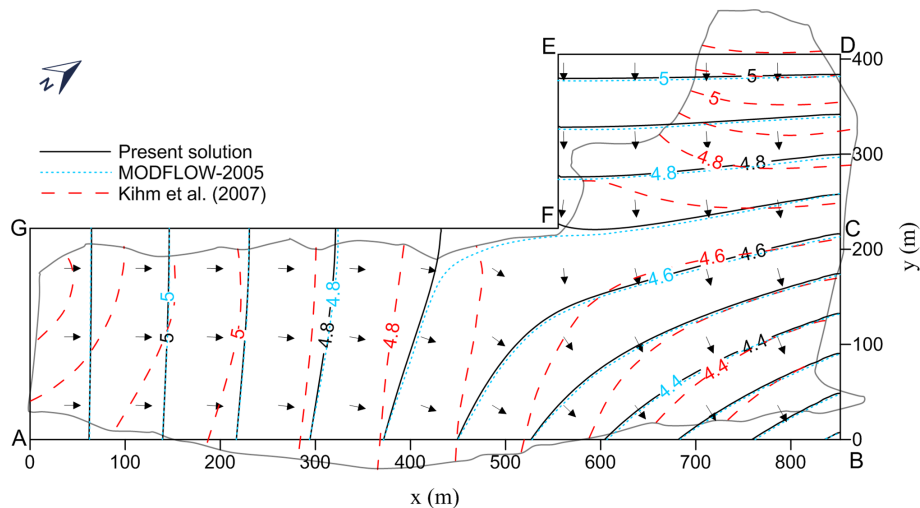 E
D
400
N
5
5
5
Present solution
MODFLOW-2005
Kihm et al. (2007)
300
4.8
4.8
4.8
G
F
C
200
y (m)
4.6
4.6
4.6
5
5
5
4.8
4.8
4.8
100
4.4
4.4
4.4
A
0
0
100
200
300
400
500
600
700
800
B
x (m)